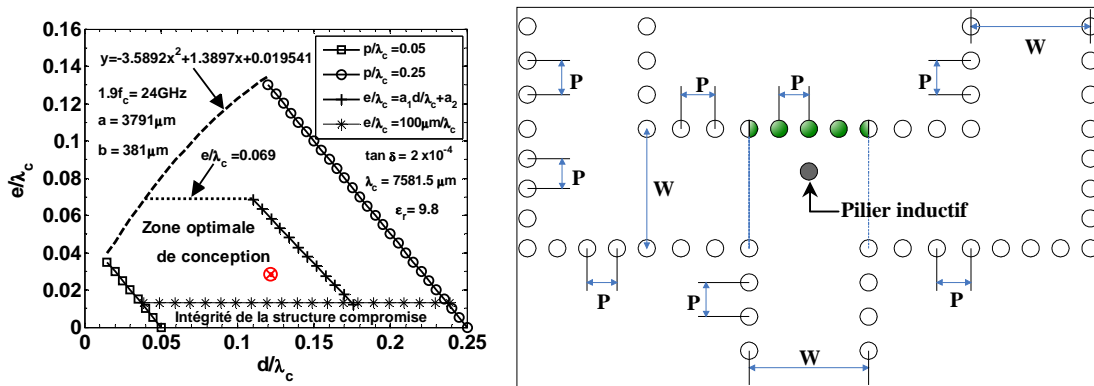 0.16
0.14
0.12
0.10
0.08
0.06
0.04
0.02
0
0
0.05
0.10
0.15
0.20
0.25
e/λc
d/λc
y=-3.5892x²+1.3897x+0.019541
1.9fc = 24GHz
a = 3791μm
b = 381μm
e/λc=0.069
p/λc=0.05
p/λc=0.25
e/λc=a1d/λc+a2
e/λc=100μm/λc
tan δ = 2 x10⁻⁴
λc = 7581.5 μm
εr= 9.8
Zone optimale
de conception
Intégrité de la structure compromise
W
P
P
P
P
P
W
P
Pilier inductif
P
P
P
W